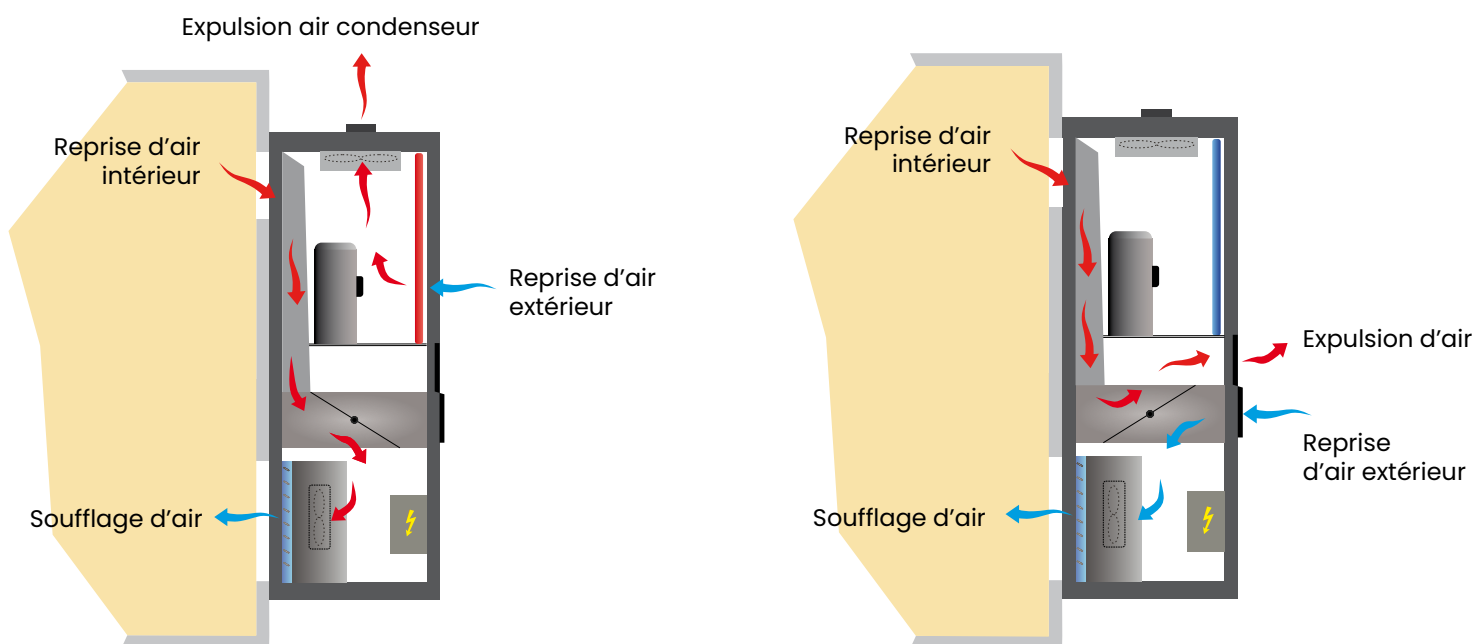 Expulsion air condenseur
Reprise d’air
intérieur
Reprise d’air
extérieur
Soufflage d’air
Reprise d’air
intérieur
Expulsion d’air
Reprise
d’air extérieur
Soufflage d’air